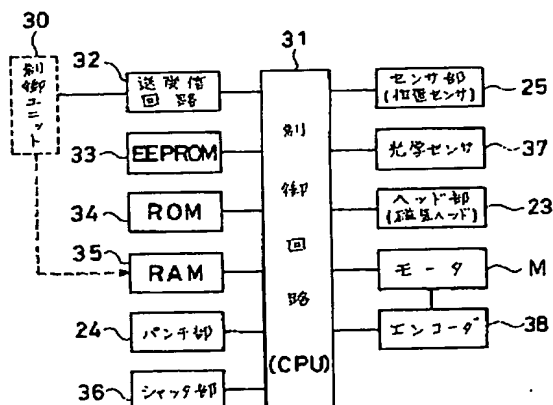 30
制御ユニット
32
送受信
回路
33
EEPROM
34
ROM
35
RAM
24
パンチ部
36
シャッタ部
31
制御回路
(CPU)
センサ部
(位置センサ)
25
光学センサ
37
ヘッド部
(磁気ヘッド)
23
モータ
M
エンコーダ
38